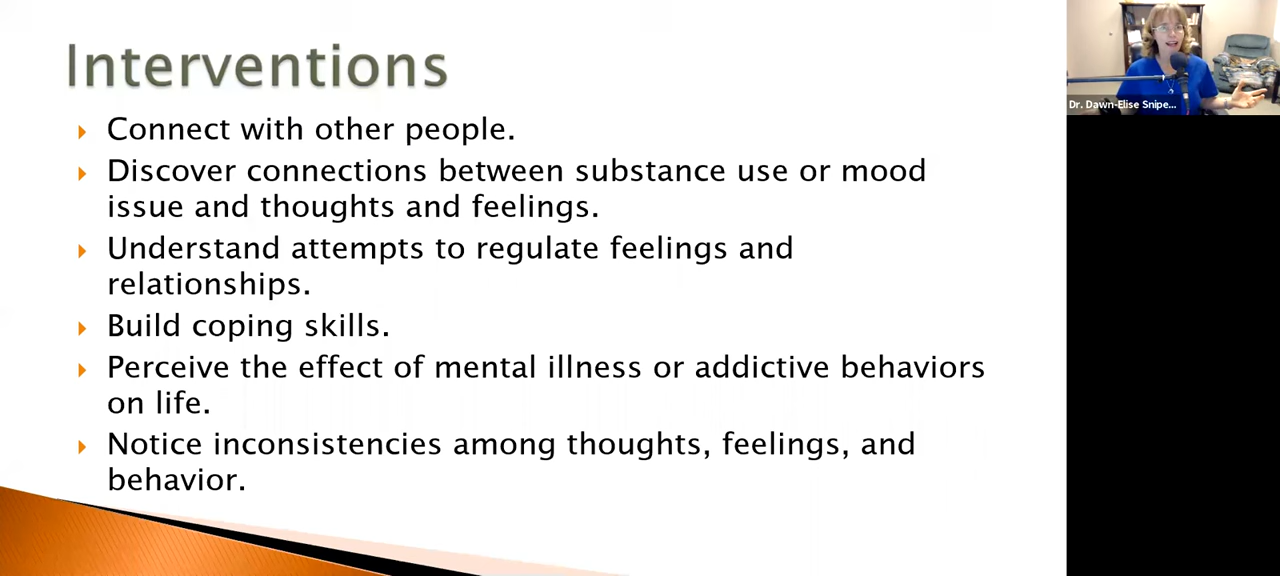 Interventions
Connect with other people.
Discover connections between substance use or mood
issue and thoughts and feelings.
Understand attempts to regulate feelings and
relationships.
Build coping skills.
Perceive the effect of mental illness or addictive behaviors
on life.
Notice inconsistencies among thoughts, feelings, and
behavior.
Dr. Dawn-Elise Snipe...